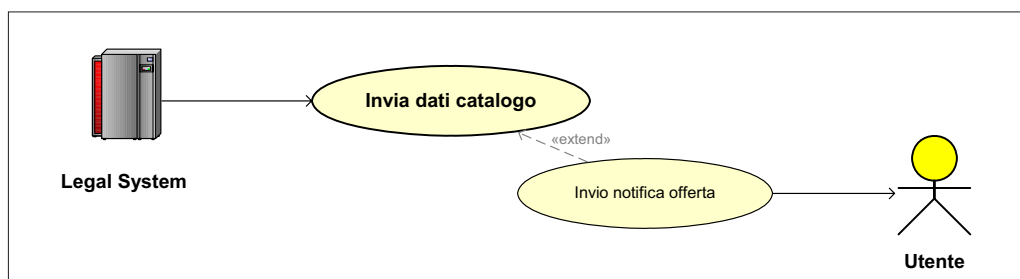 Invia dati catalogo
«extend»
Legal System
Invio notifica offerta
Utente